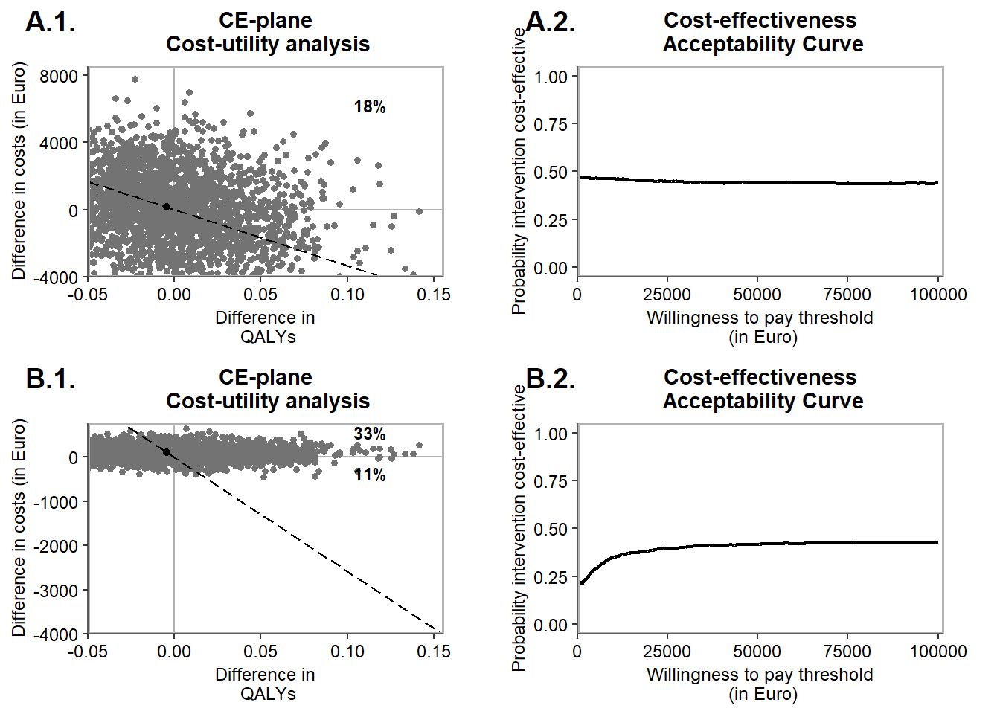 A.1.
CE-plane
Cost-utility analysis
Difference in costs (in Euro)
8000
4000
0
-4000
18%
-0.05 0.00 0.05 0.10 0.15
Difference in
QALYs
A.2.
Cost-effectiveness
Acceptability Curve
Probability intervention cost-effective
1.00
0.75
0.50
0.25
0.00
0 25000 50000 75000 100000
Willingness to pay threshold
(in Euro)
B.1.
CE-plane
Cost-utility analysis
Difference in costs (in Euro)
0
-1000
-2000
-3000
-4000
33%
11%
-0.05 0.00 0.05 0.10 0.15
Difference in
QALYs
B.2.
Cost-effectiveness
Acceptability Curve
Probability intervention cost-effective
1.00
0.75
0.50
0.25
0.00
0 25000 50000 75000 100000
Willingness to pay threshold
(in Euro)